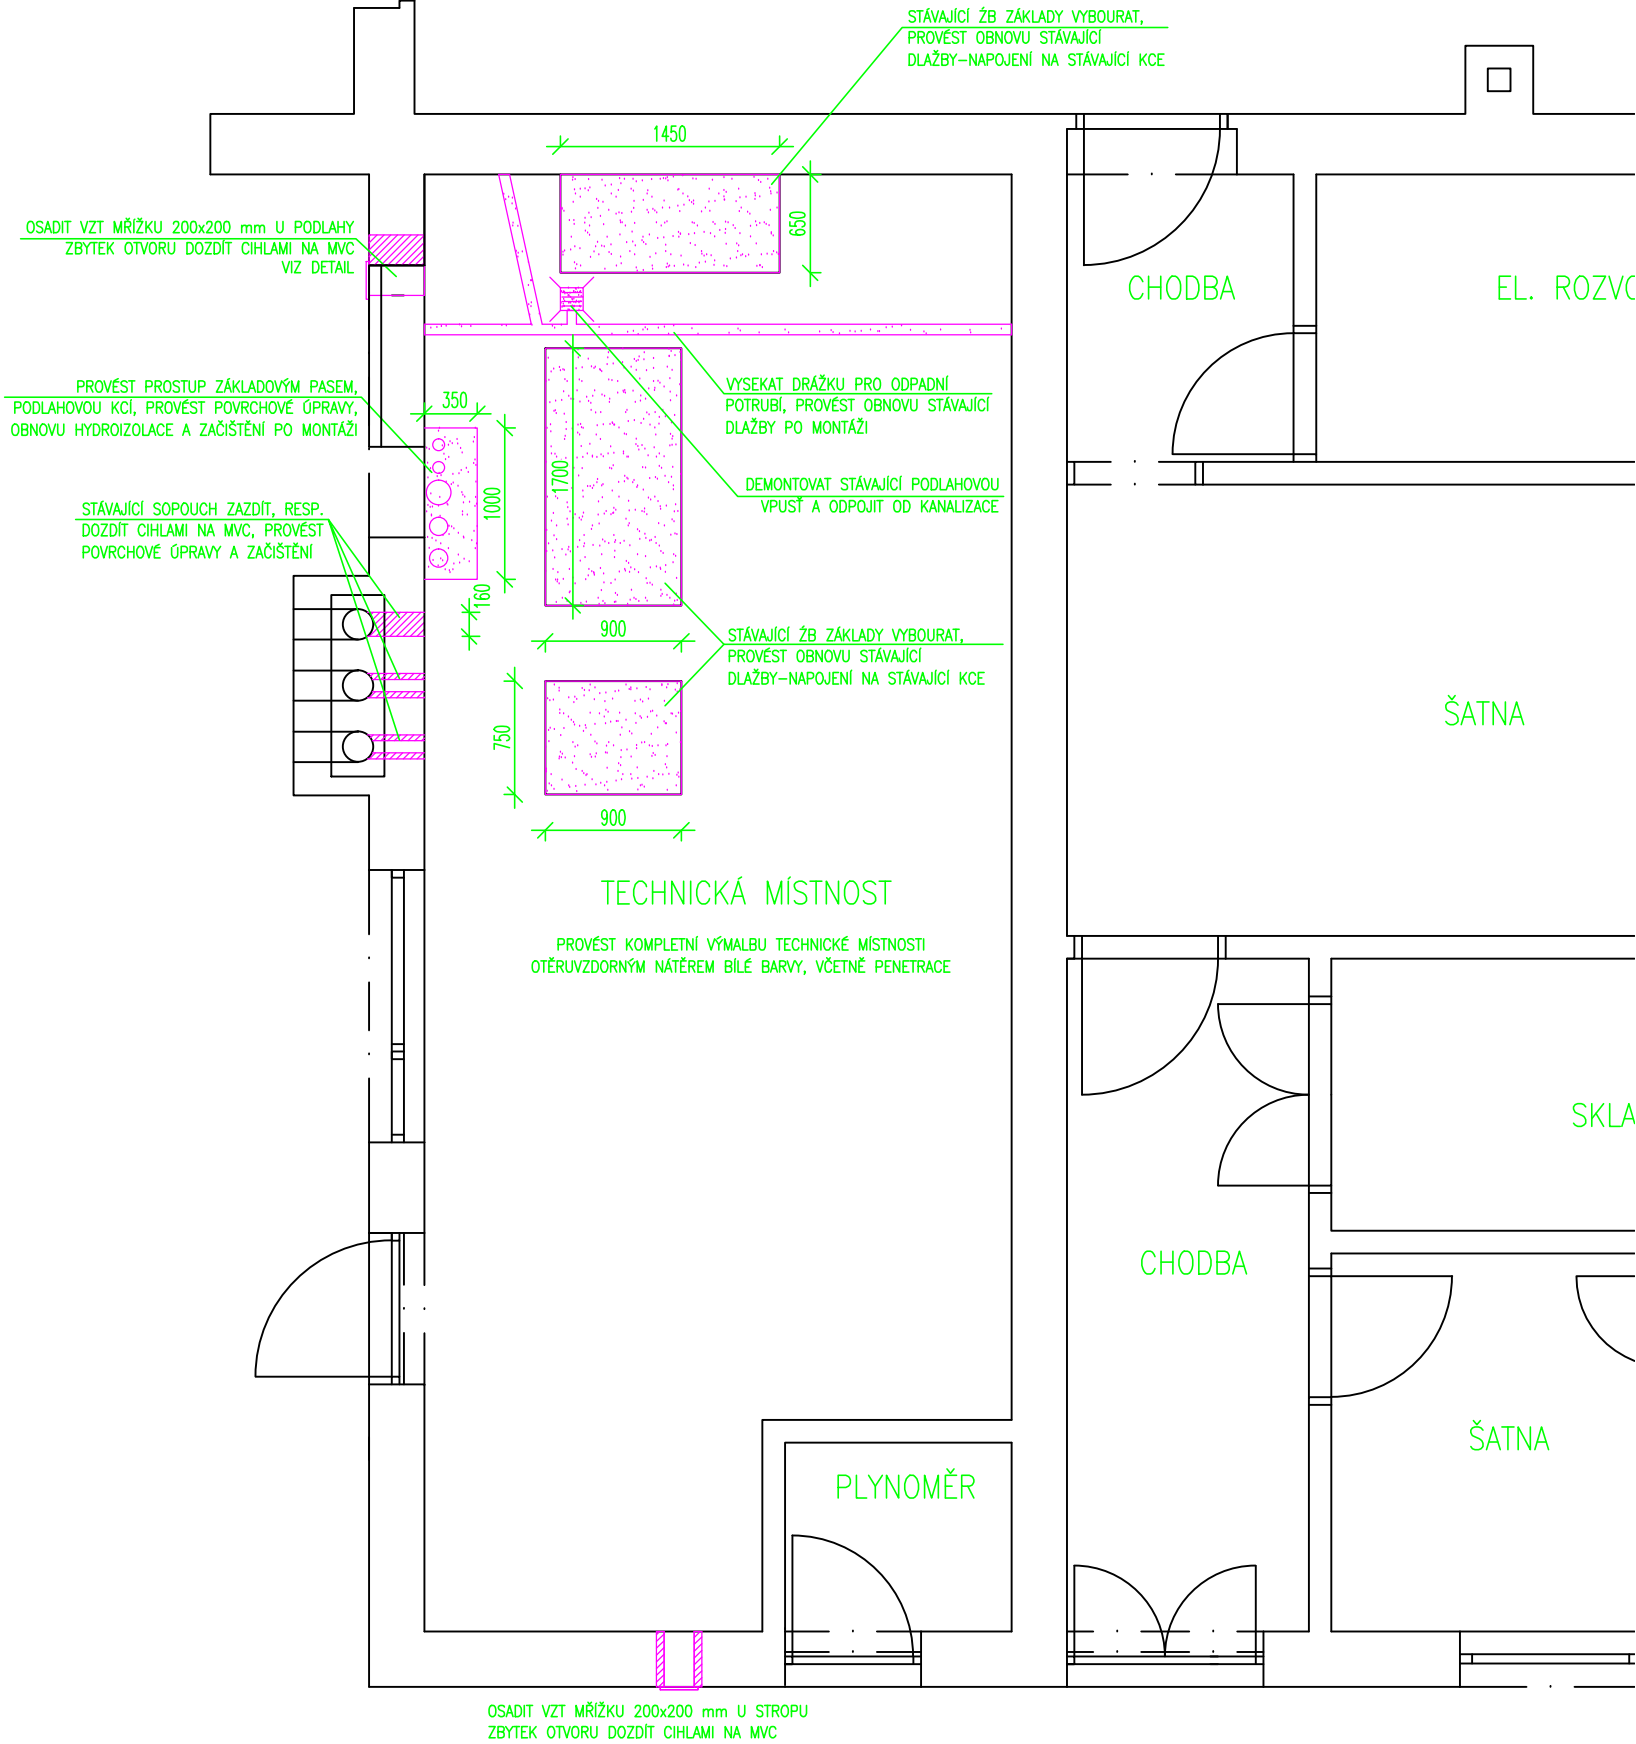 STÁVAJÍCÍ ŽB ZÁKLADY VYBOURAT,
PROVÉST OBNOVU STÁVAJÍCÍ
DLAŽBY-NAPOJENÍ NA STÁVAJÍCÍ KCE
1450
650
OSADIT VZT MŘÍŽKU 200x200 mm U PODLAHY
ZBYTEK OTVORU DOZDÍT CIHLAMI NA MVC
VIZ DETAIL
CHODBA
EL. ROZVO
PROVÉST PROSTUP ZÁKLADOVÝM PASEM,
PODLAHOVOU KCÍ, PROVÉST POVRCHOVÉ ÚPRAVY,
OBNOVU HYDROIZOLACE A ZAČIŠTĚNÍ PO MONTÁŽI
350
1000
1700
VYSEKAT DRÁŽKU PRO ODPADNÍ
POTRUBÍ, PROVÉST OBNOVU STÁVAJÍCÍ
DLAŽBY PO MONTÁŽI
DEMONTOVAT STÁVAJÍCÍ PODLAHOVOU
VPUSŤ A ODPOJIT OD KANALIZACE
STÁVAJÍCÍ SOPOUCH ZAZDÍT, RESP.
DOZDÍT CIHLAMI NA MVC, PROVÉST
POVRCHOVÉ ÚPRAVY A ZAČIŠTĚNÍ
160
900
STÁVAJÍCÍ ŽB ZÁKLADY VYBOURAT,
PROVÉST OBNOVU STÁVAJÍCÍ
DLAŽBY-NAPOJENÍ NA STÁVAJÍCÍ KCE
ŠATNA
750
900
TECHNICKÁ MÍSTNOST
PROVÉST KOMPLETNÍ VÝMALBU TECHNICKÉ MÍSTNOSTI
OTĚRUVZDORNÝM NÁTĚREM BÍLÉ BARVY, VČETNĚ PENETRACE
SKLA
CHODBA
ŠATNA
PLYNOMĚR
OSADIT VZT MŘÍŽKU 200x200 mm U STROPU
ZBYTEK OTVORU DOZDÍT CIHLAMI NA MVC